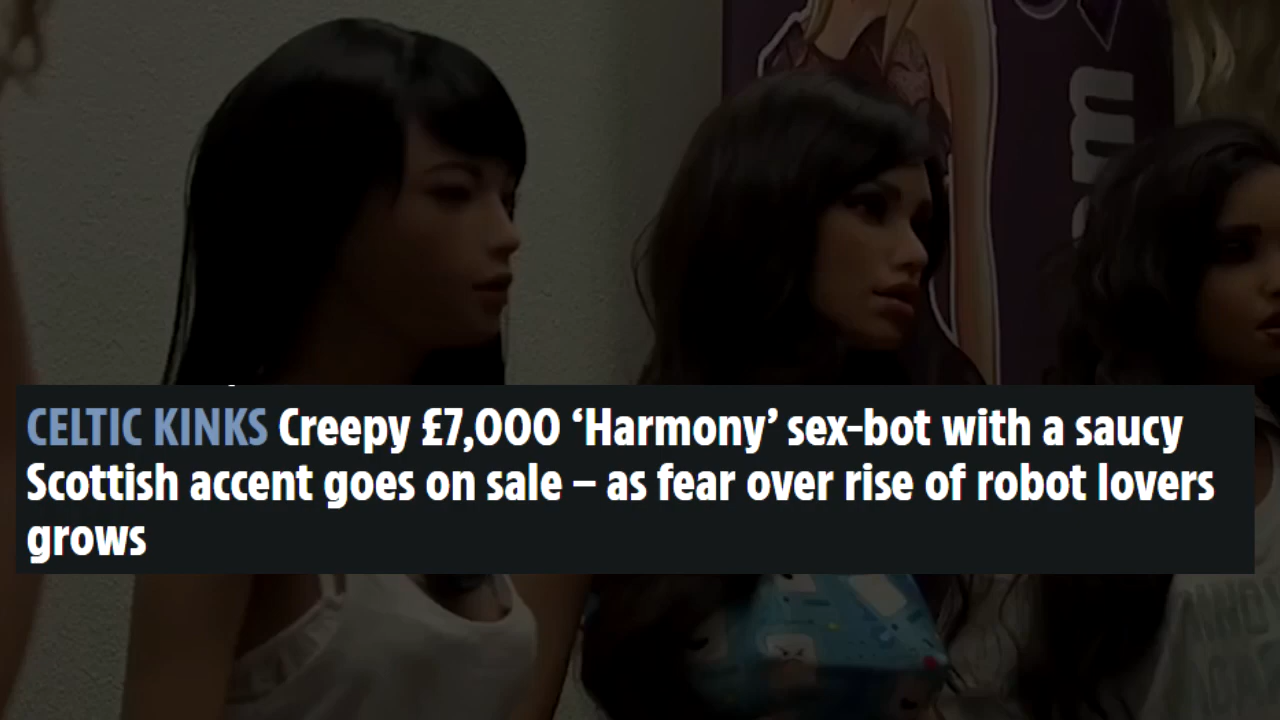 CELTIC KINKS Creepy £7,000 ‘Harmony’ sex-bot with a saucy
Scottish accent goes on sale – as fear over rise of robot lovers
grows